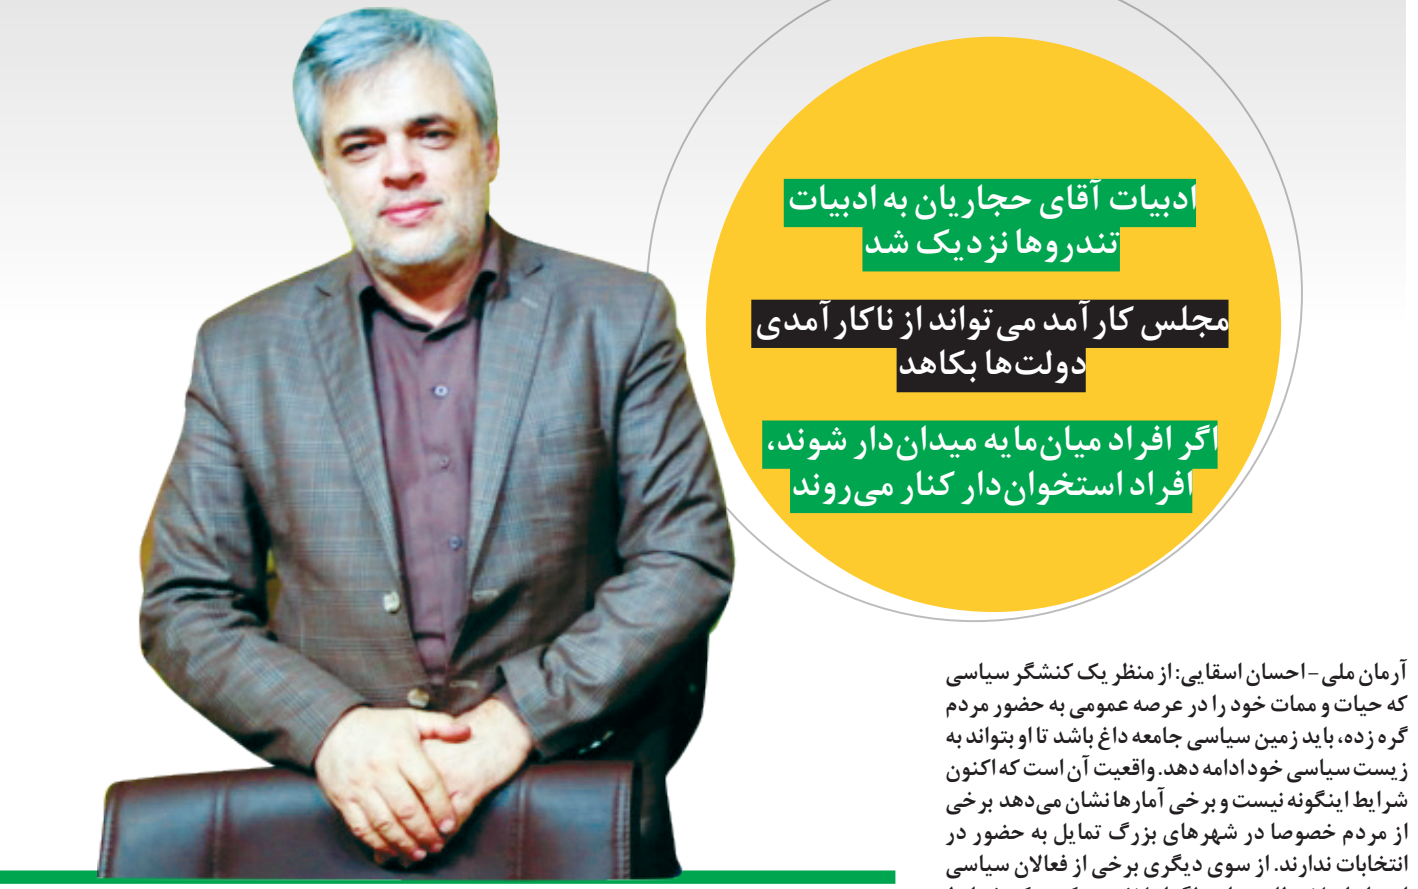 ادبیات آقای حجاریان به ادبیات
تندروها نزدیک شد
مجلس کارآمد می‌تواند از ناکارآمدی
دولت‌ها بکاهد
اگر افراد میان‌مایه میدان‌دار شوند،
افراد استخوان‌دار کنار می‌روند
آرمان ملی- احسان اسقایی: از منظر یک کنشگر سیاسی
که حیات و ممات خود را در عرصه عمومی به حضور مردم
گره زده، باید زمین سیاسی جامعه داغ باشد تا او بتواند به
زیست سیاسی خود ادامه دهد. واقعیت آن است که اکنون
شرایط اینگونه نیست و برخی آمارها نشان می‌دهد برخی
از مردم خصوصا در شهرهای بزرگ تمایل به حضور در
انتخابات ندارند. از سوی دیگری برخی از فعالان سیاسی